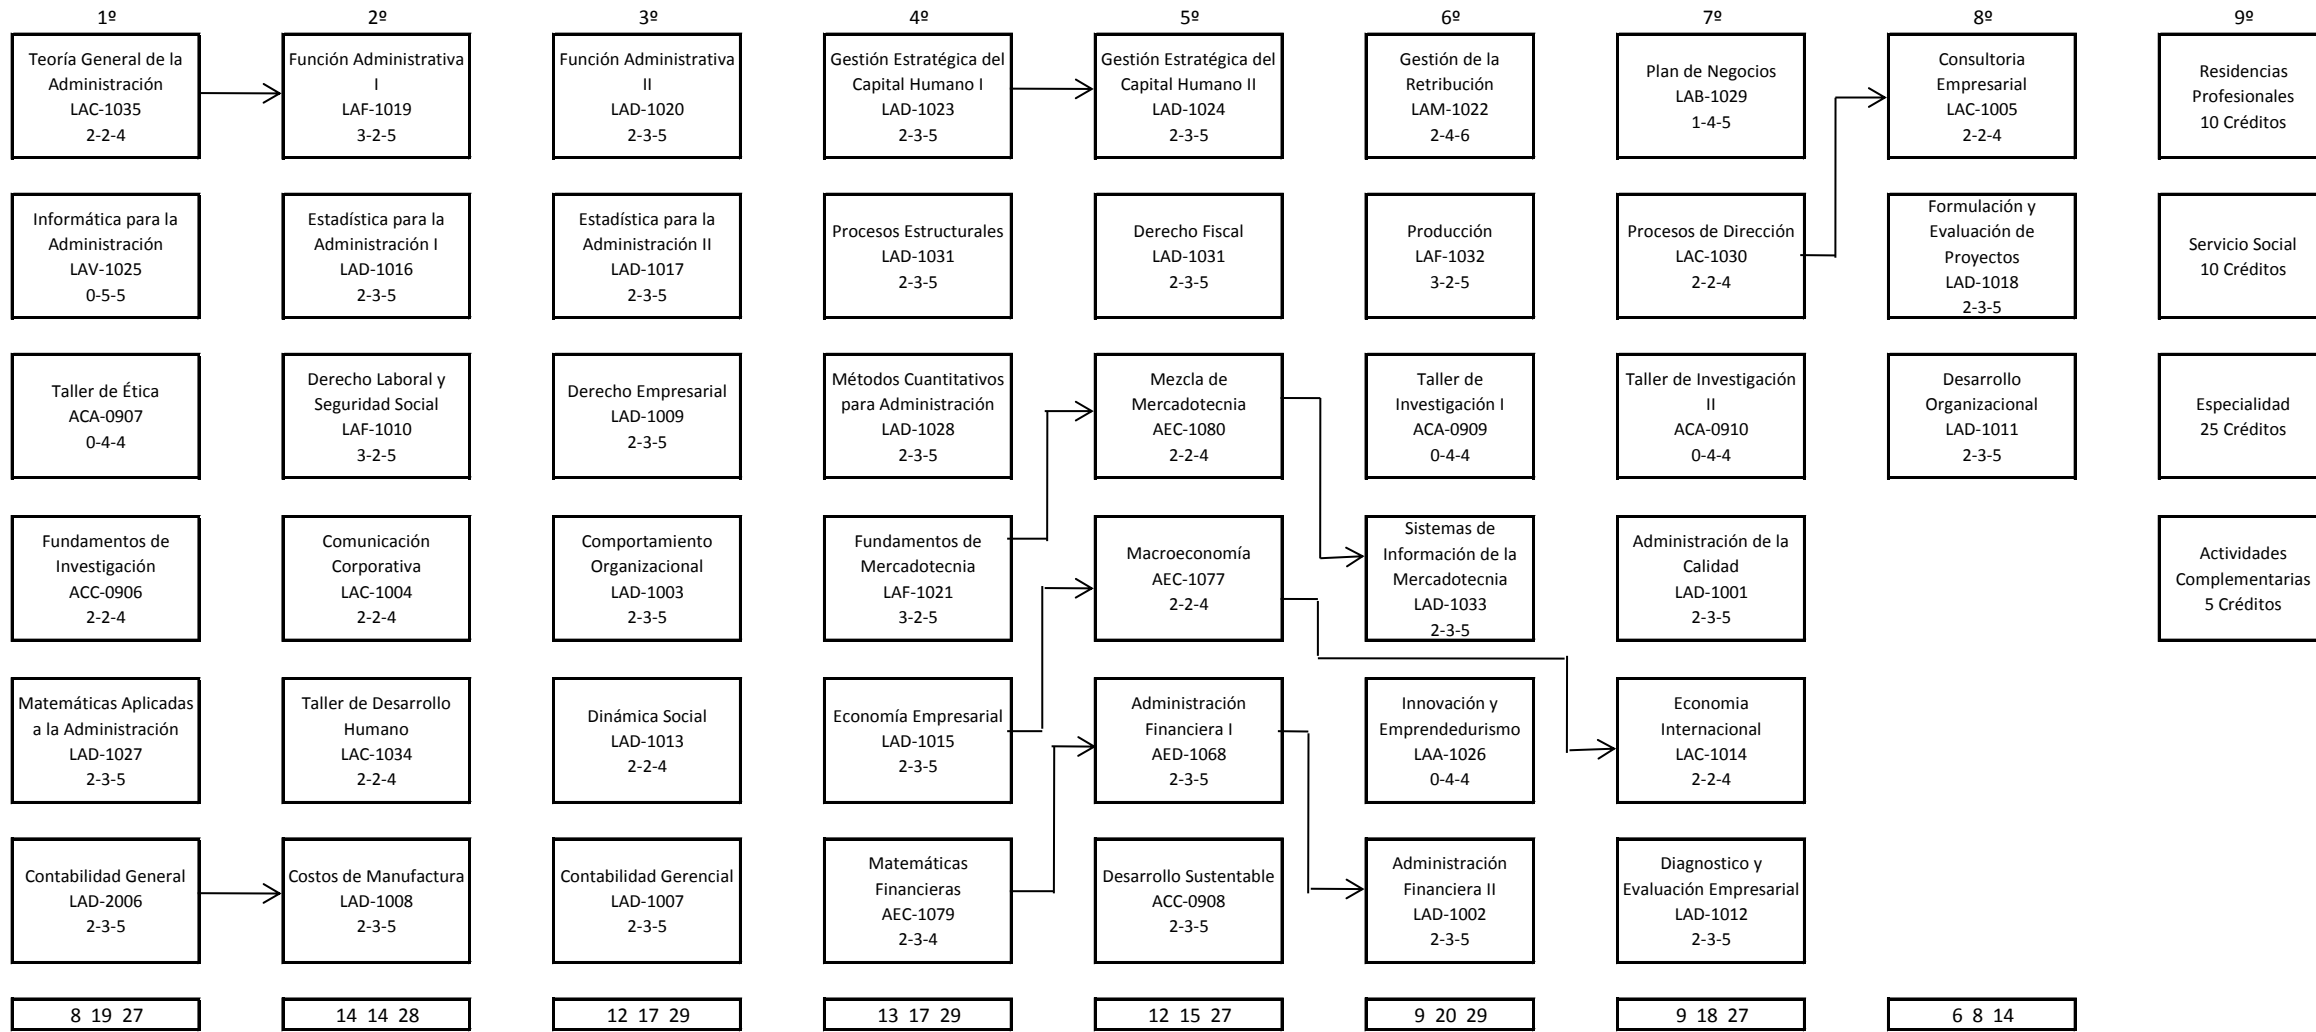 1º
2º
3º
4º
5º
6º
7º
8º
9º
Teoría General de la
Administración
LAC-1035
2-2-4
Función Administrativa
I
LAF-1019
3-2-5
Función Administrativa
II
LAD-1020
2-3-5
Gestión Estratégica del
Capital Humano I
LAD-1023
2-3-5
Gestión Estratégica del
Capital Humano II
LAD-1024
2-3-5
Gestión de la
Retribución
LAM-1022
2-4-6
Plan de Negocios
LAB-1029
1-4-5
Consultoria
Empresarial
LAC-1005
2-2-4
Residencias
Profesionales
10 Créditos
Informática para la
Administración
LAV-1025
0-5-5
Estadística para la
Administración I
LAD-1016
2-3-5
Estadística para la
Administración II
LAD-1017
2-3-5
Procesos Estructurales
LAD-1031
2-3-5
Derecho Fiscal
LAD-1031
2-3-5
Producción
LAF-1032
3-2-5
Procesos de Dirección
LAC-1030
2-2-4
Formulación y
Evaluación de
Proyectos
LAD-1018
2-3-5
Servicio Social
10 Créditos
Taller de Ética
ACA-0907
0-4-4
Derecho Laboral y
Seguridad Social
LAF-1010
3-2-5
Derecho Empresarial
LAD-1009
2-3-5
Métodos Cuantitativos
para Administración
LAD-1028
2-3-5
Mezcla de
Mercadotecnia
AEC-1080
2-2-4
Taller de
Investigación I
ACA-0909
0-4-4
Taller de Investigación
II
ACA-0910
0-4-4
Desarrollo
Organizacional
LAD-1011
2-3-5
Especialidad
25 Créditos
Fundamentos de
Investigación
ACC-0906
2-2-4
Comunicación
Corporativa
LAC-1004
2-2-4
Comportamiento
Organizacional
LAD-1003
2-3-5
Fundamentos de
Mercadotecnia
LAF-1021
3-2-5
Macroeconomía
AEC-1077
2-2-4
Sistemas de
Información de la
Mercadotecnia
LAD-1033
2-3-5
Administración de la
Calidad
LAD-1001
2-3-5
Actividades
Complementarias
5 Créditos
Matemáticas Aplicadas
a la Administración
LAD-1027
2-3-5
Taller de Desarrollo
Humano
LAC-1034
2-2-4
Dinámica Social
LAD-1013
2-2-4
Economía Empresarial
LAD-1015
2-3-5
Administración
Financiera I
AED-1068
2-3-5
Innovación y
Emprendedurismo
LAA-1026
0-4-4
Economia
Internacional
LAC-1014
2-2-4
Contabilidad General
LAD-2006
2-3-5
Costos de Manufactura
LAD-1008
2-3-5
Contabilidad Gerencial
LAD-1007
2-3-5
Matemáticas
Financieras
AEC-1079
2-3-4
Desarrollo Sustentable
ACC-0908
2-3-5
Administración
Financiera II
LAD-1002
2-3-5
Diagnostico y
Evaluación Empresarial
LAD-1012
2-3-5
8 19 27
14 14 28
12 17 29
13 17 29
12 15 27
9 20 29
9 18 27
6 8 14